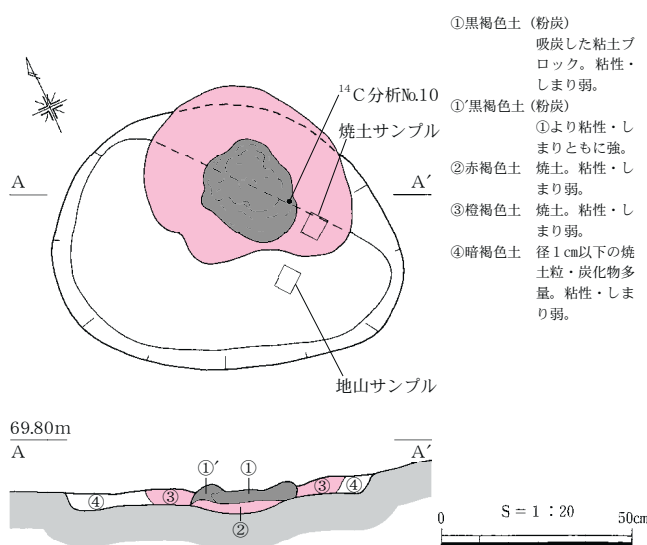 ①黒褐色土（粉炭）
吸炭した粘土ブ
ロック。粘性・
しまり弱。
①′黒褐色土（粉炭）
①より粘性・し
まりともに強。
②赤褐色土　焼土。粘性・し
まり弱。
③橙褐色土　焼土。粘性・し
まり弱。
④暗褐色土　径１㎝以下の焼
土粒・炭化物多
量。粘性・しま
り弱。
¹⁴Ｃ分析№10
焼土サンプル
A A′
地山サンプル
69.80m
A A′
①′ ①
④ ③ ③ ④
②
S＝１：20
0 50cm